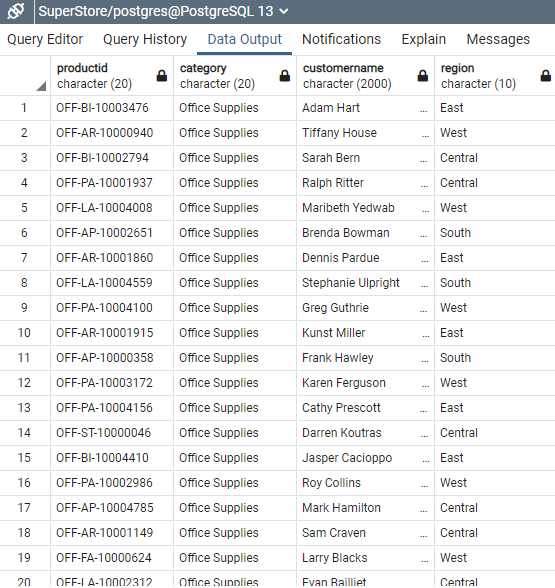 SuperStore/postgres@PostgreSQL 13
Query Editor Query History Data Output Notifications Explain Messages
productid category customername region
character (20) character (20) character (2000) character (10)
1 OFF-BI-10003476 Office Supplies Adam Hart ... East
2 OFF-AR-10000940 Office Supplies Tiffany House ... West
3 OFF-BI-10002794 Office Supplies Sarah Bern ... Central
4 OFF-PA-10001937 Office Supplies Ralph Ritter ... Central
5 OFF-LA-10004008 Office Supplies Maribeth Yedwab ... West
6 OFF-AP-10002651 Office Supplies Brenda Bowman ... South
7 OFF-AR-10001860 Office Supplies Dennis Pardue ... East
8 OFF-LA-10004559 Office Supplies Stephanie Ulpright ... South
9 OFF-PA-10004100 Office Supplies Greg Guthrie ... West
10 OFF-AR-10001915 Office Supplies Kunst Miller ... East
11 OFF-AP-10000358 Office Supplies Frank Hawley ... South
12 OFF-PA-10003172 Office Supplies Karen Ferguson ... West
13 OFF-PA-10004156 Office Supplies Cathy Prescott ... East
14 OFF-ST-10000046 Office Supplies Darren Koutras ... Central
15 OFF-BI-10004410 Office Supplies Jasper Cacioppo ... East
16 OFF-PA-10002986 Office Supplies Roy Collins ... West
17 OFF-AP-10004785 Office Supplies Mark Hamilton ... Central
18 OFF-AR-10001149 Office Supplies Sam Craven ... Central
19 OFF-FA-10000624 Office Supplies Larry Blacks ... West
20 OFF-LA-10002312 Office Supplies Evan Bailliet ... Central